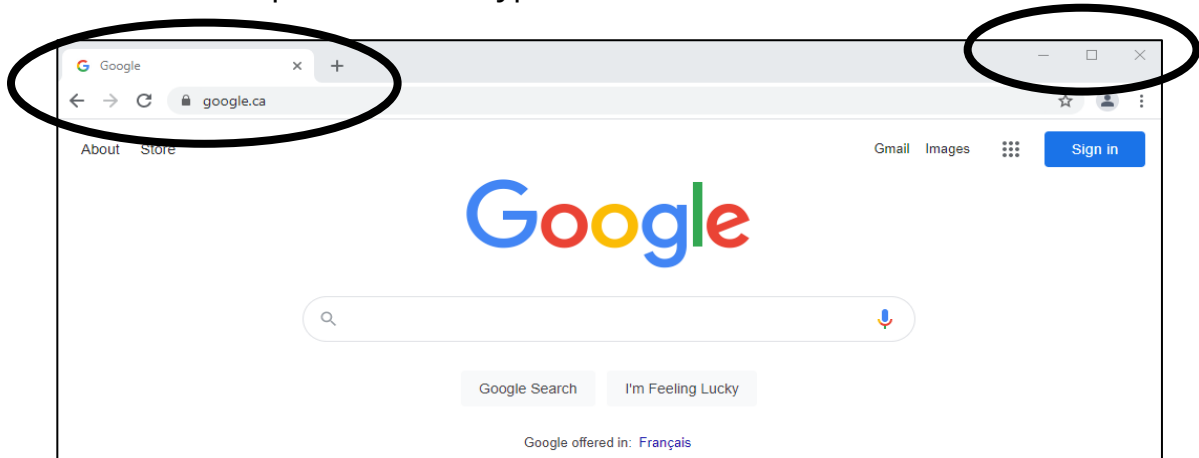 Google
google.ca
About Store Gmail Images Sign in
Google
Google Search I'm Feeling Lucky
Google offered in: Français